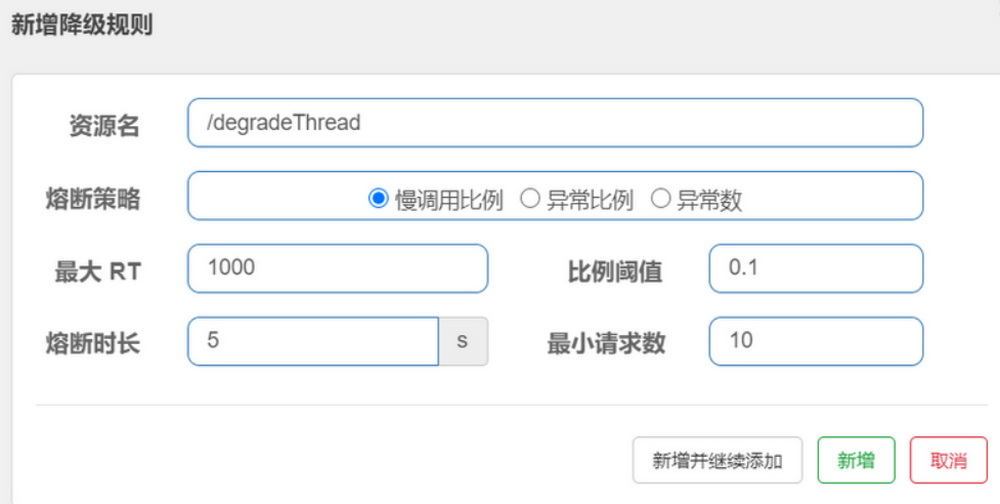 新增降级规则
资源名 /degradeThread
熔断策略 慢调用比例 异常比例 异常数
最大 RT 1000 比例阈值 0.1
熔断时长 5 s 最小请求数 10
新增并继续添加 新增 取消